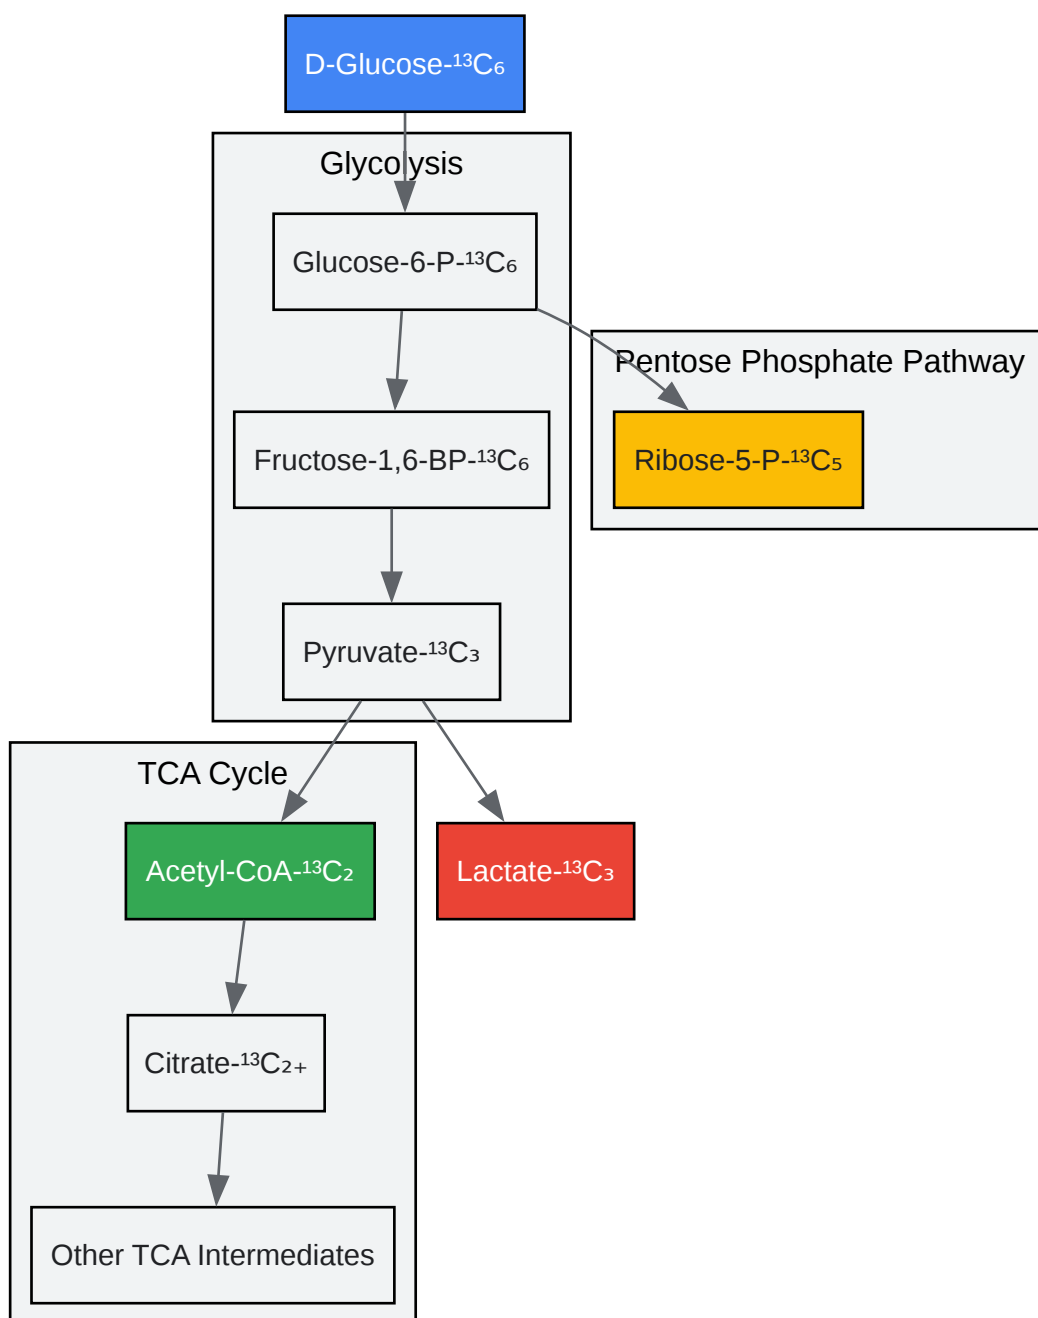 D-Glucose-¹³C₆
Glycolysis
Glucose-6-P-¹³C₆
Pentose Phosphate Pathway
Fructose-1,6-BP-¹³C₆
Ribose-5-P-¹³C₅
Pyruvate-¹³C₃
TCA Cycle
Acetyl-CoA-¹³C₂
Lactate-¹³C₃
Citrate-¹³C₂₊
Other TCA Intermediates